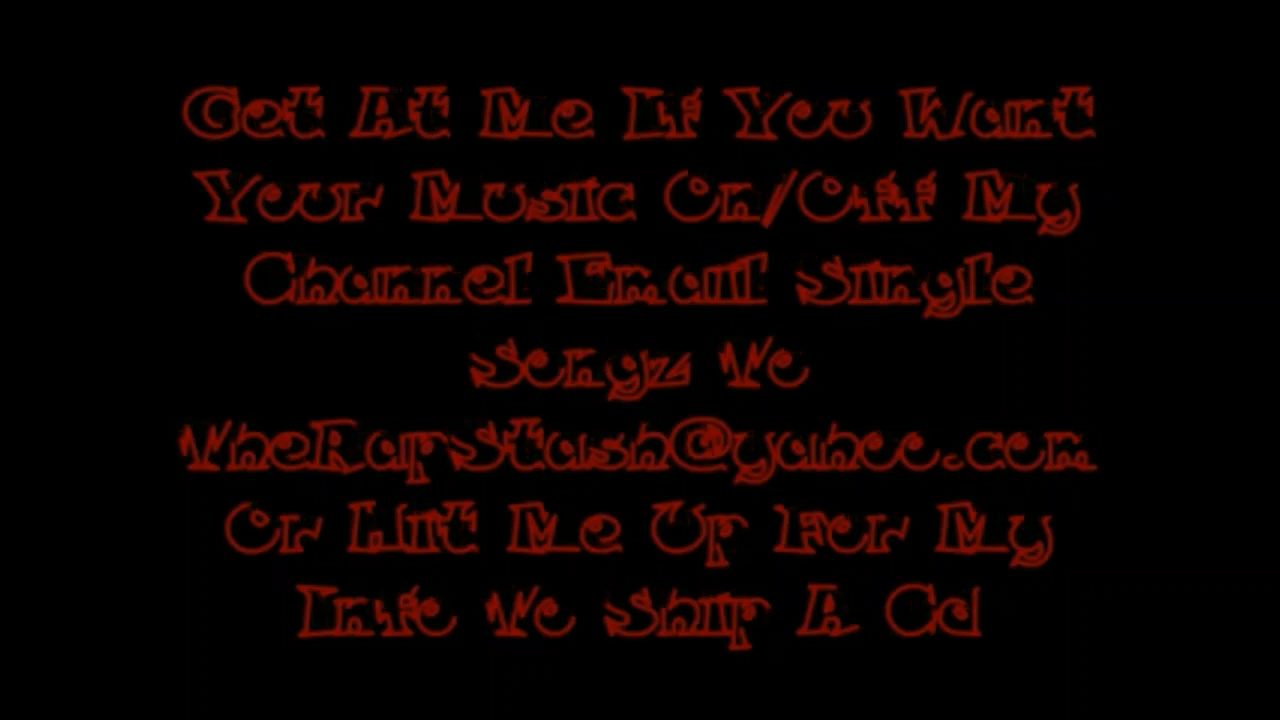 Get At Me If You Want
Your Music On/Off My
Channel Email Single
Songz To
TheRapStash@yahoo.com
Or Hit Me Up For My
Info To Ship A Cd